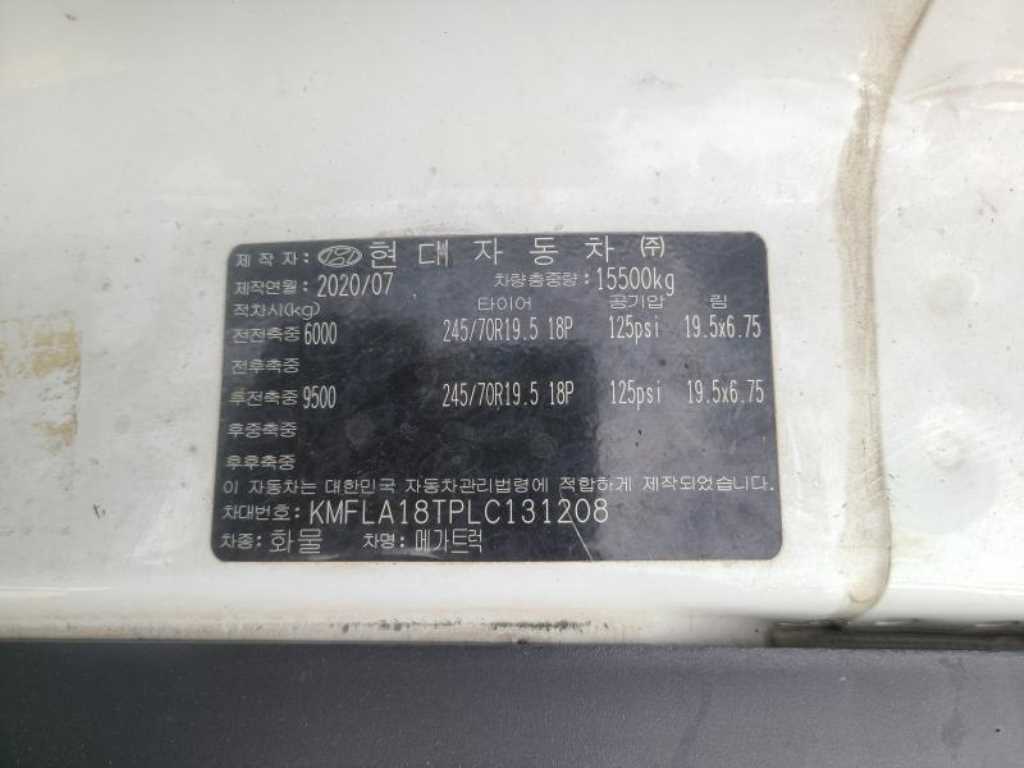 제작자: 현대자동차 ㈜
제작연월: 2020/07 차량총중량: 15500kg
적차시(kg) 타이어 공기압 림
전전축중 6000 245/70R19.5 18P 125psi 19.5x6.75
전후축중
후전축중 9500 245/70R19.5 18P 125psi 19.5x6.75
후중축중
후후축중
이 자동차는 대한민국 자동차관리법령에 적합하게 제작되었습니다.
차대번호: KMFLA18TPLC131208
차종: 화물 차명: 메가트럭